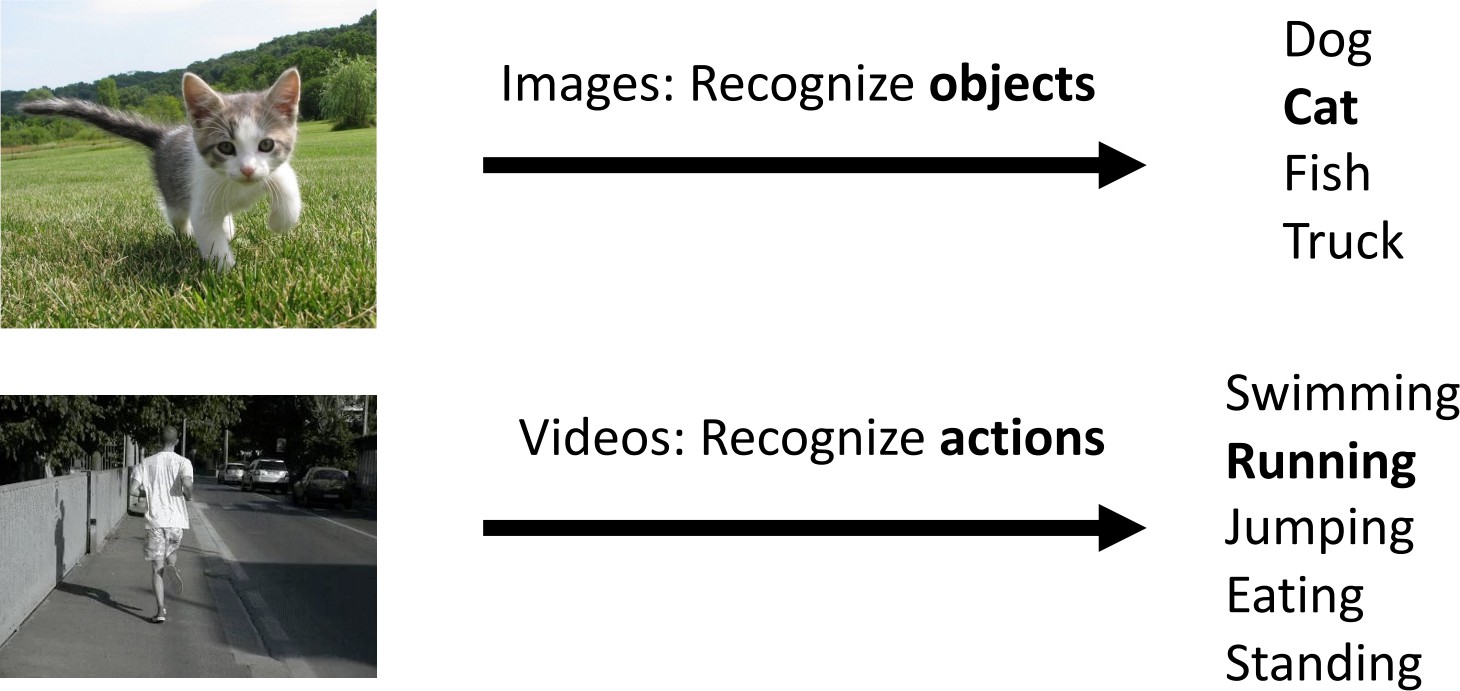 Images: Recognize objects
Dog
Cat
Fish
Truck
Videos: Recognize actions
Swimming
Running
Jumping
Eating
Standing